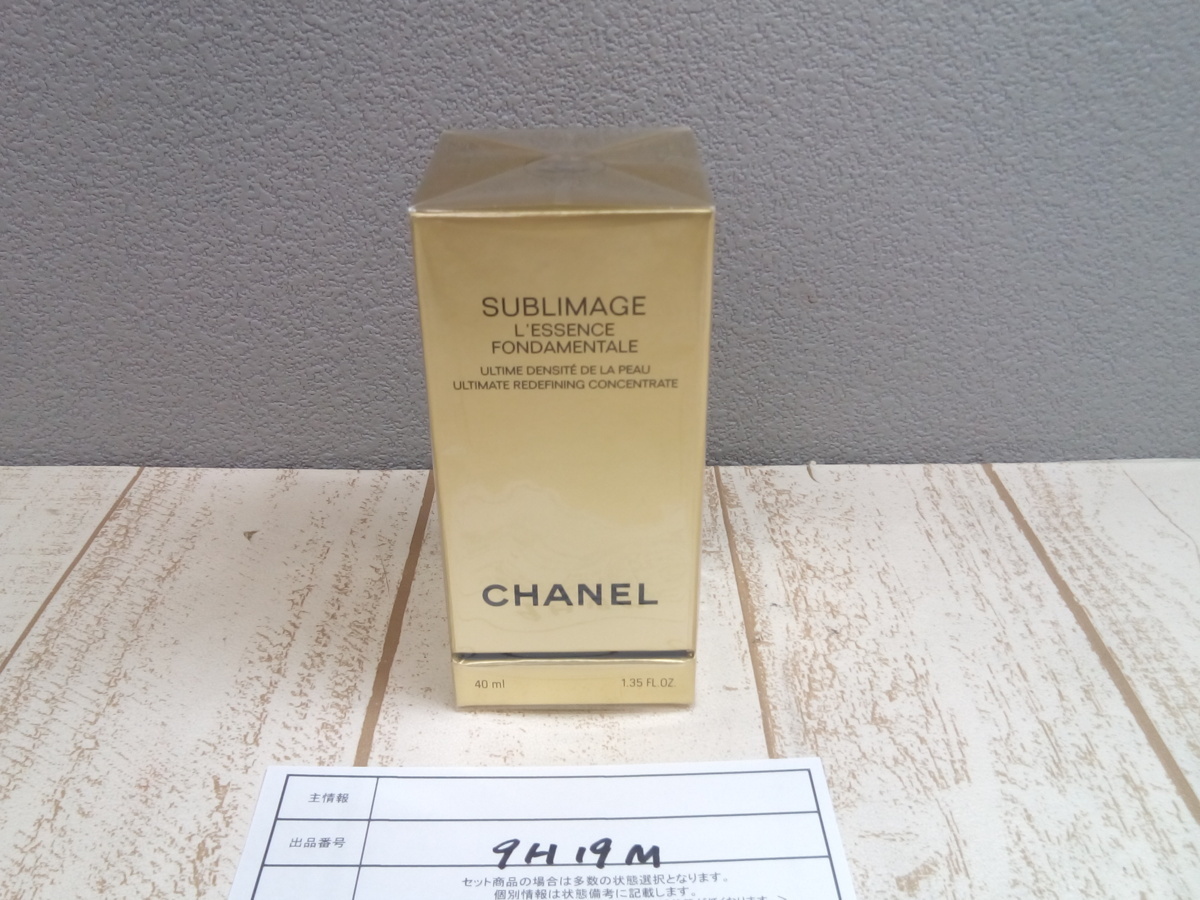 SUBLIMAGE
L'ESSENCE
FONDAMENTALE
ULTIME DENSITÉ DE LA PEAU
ULTIMATE REDEFINING CONCENTRATE
CHANEL
40 ml 1.35 FL.OZ.
主情報
出品番号 9H19M
セット商品の場合は多数の状態選択となります。
個別情報は状態備考に記載します。